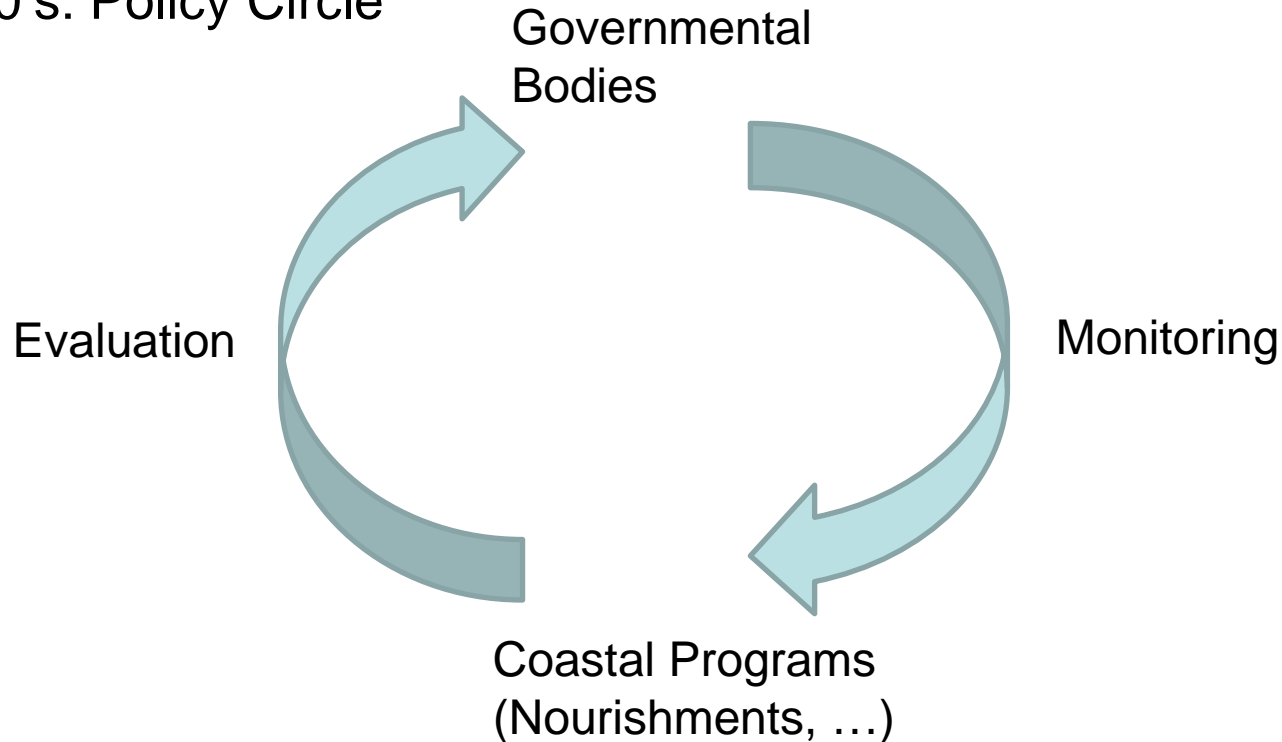 0's: Policy Circle
Governmental
Bodies
Evaluation
Monitoring
Coastal Programs
(Nourishments, …)